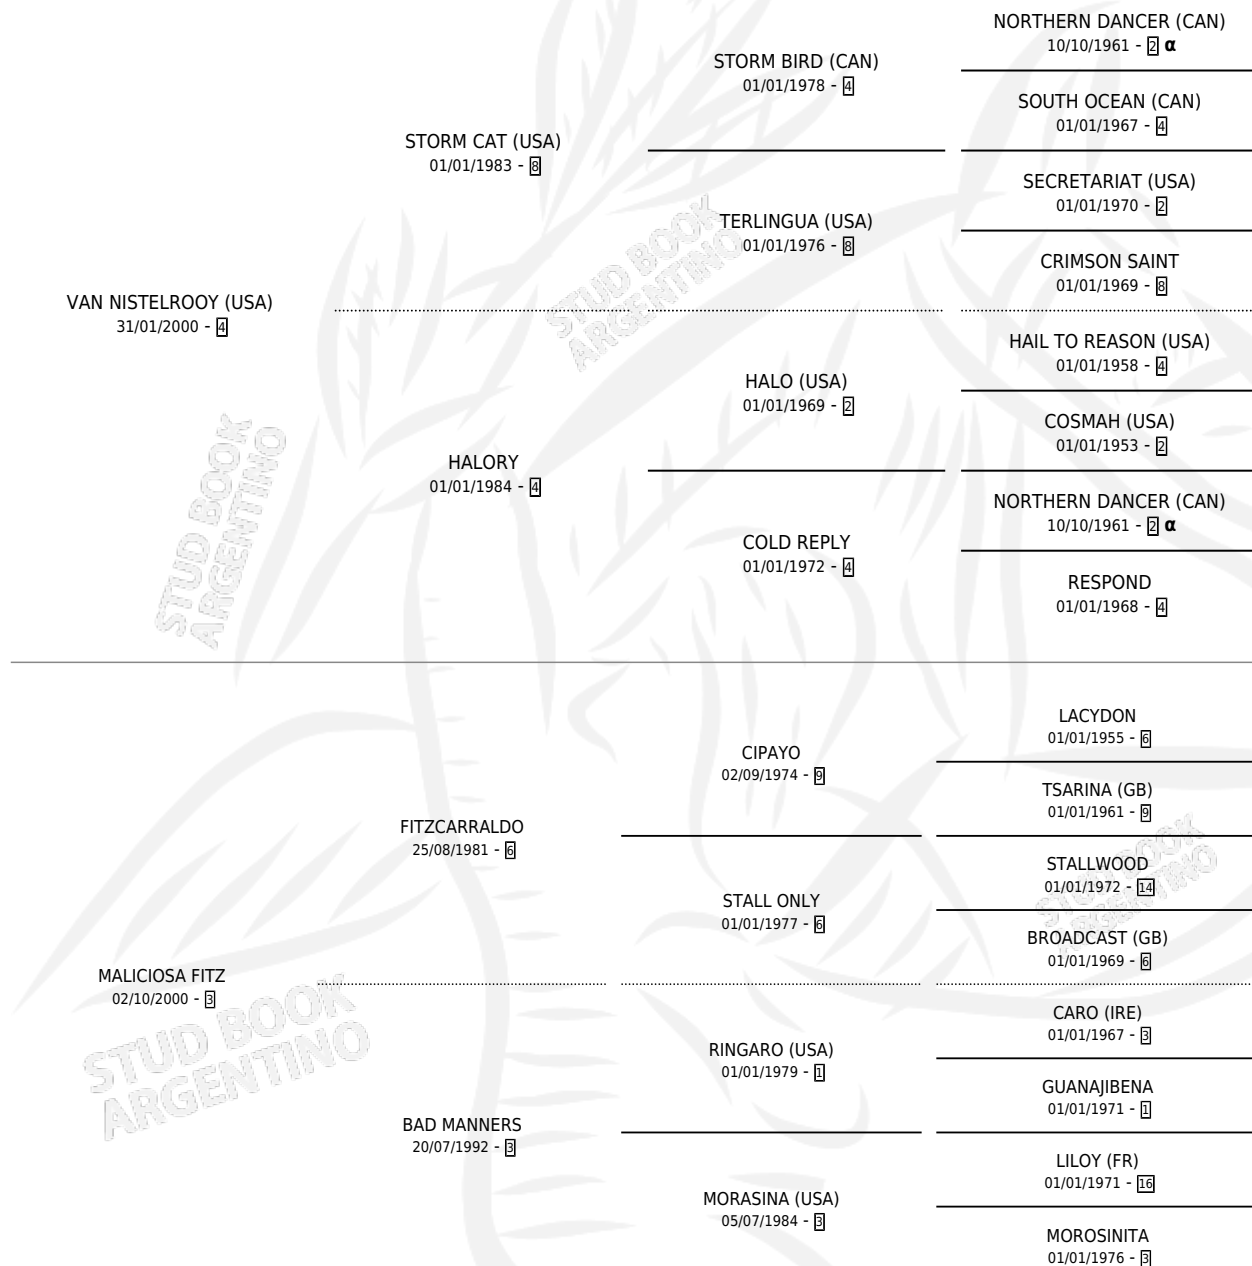 NORTHERN DANCER (CAN)
10/10/1961 - 2 α
STORM BIRD (CAN)
01/01/1978 - 4
SOUTH OCEAN (CAN)
01/01/1967 - 4
STORM CAT (USA)
01/01/1983 - 8
SECRETARIAT (USA)
01/01/1970 - 2
TERLINGUA (USA)
01/01/1976 - 8
CRIMSON SAINT
01/01/1969 - 8
VAN NISTELROOY (USA)
31/01/2000 - 4
HAIL TO REASON (USA)
01/01/1958 - 4
HALO (USA)
01/01/1969 - 2
COSMAH (USA)
01/01/1953 - 2
HALORY
01/01/1984 - 4
NORTHERN DANCER (CAN)
10/10/1961 - 2 α
COLD REPLY
01/01/1972 - 4
RESPOND
01/01/1968 - 4
LACYDON
01/01/1955 - 6
CIPAYO
02/09/1974 - 9
TSARINA (GB)
01/01/1961 - 9
FITZCARRALDO
25/08/1981 - 6
STALLWOOD
01/01/1972 - 14
STALL ONLY
01/01/1977 - 6
BROADCAST (GB)
01/01/1969 - 6
MALICIOSA FITZ
02/10/2000 - 3
CARO (IRE)
01/01/1967 - 3
RINGARO (USA)
01/01/1979 - 1
GUANAJIBENA
01/01/1971 - 1
BAD MANNERS
20/07/1992 - 3
LILOY (FR)
01/01/1971 - 16
MORASINA (USA)
05/07/1984 - 3
MOROSINITA
01/01/1976 - 3
STUD BOOK
ARGENTINO
STUD BOOK
ARGENTINO
STUD BOOK
ARGENTINO
STUD BOOK
ARGENTINO